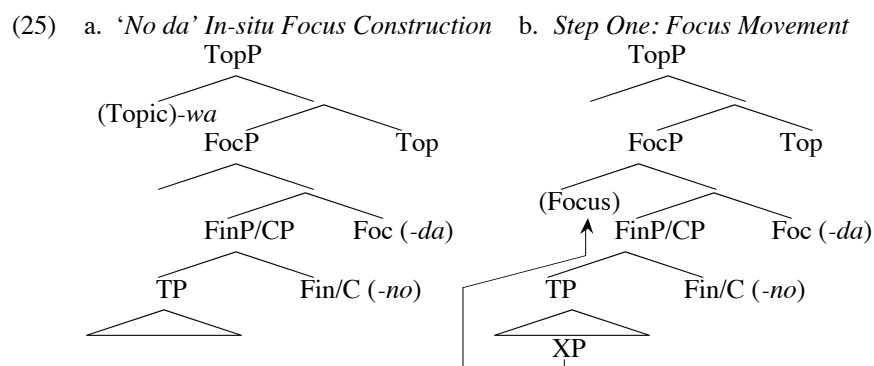 (25) a. ‘No da’ In-situ Focus Construction b. Step One: Focus Movement
TopP TopP
(Topic)-wa
FocP Top FocP Top
(Focus)
FinP/CP Foc (-da) FinP/CP Foc (-da)
TP Fin/C (-no) TP Fin/C (-no)
XP